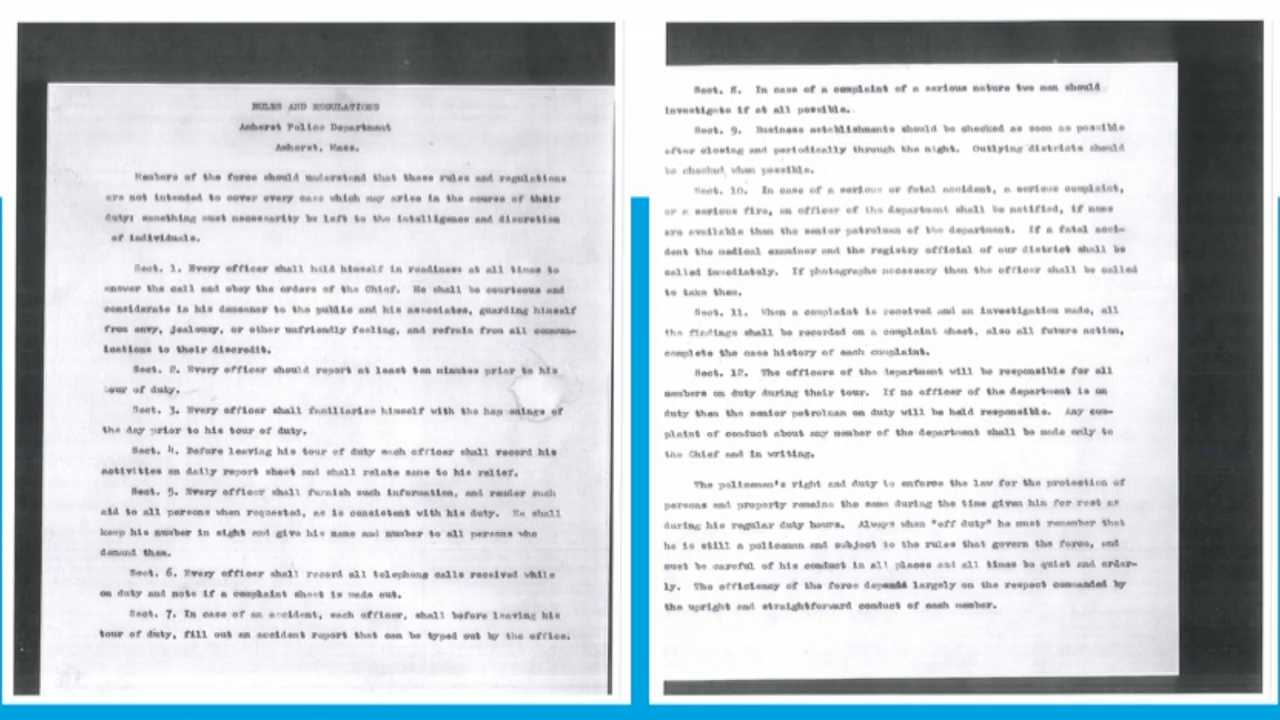 RULES AND REGULATIONS
Amherst Police Department
Amherst, Mass.
Members of the force should understand that these rules and regulations
are not intended to cover every case which may arise in the course of their
duty; something must necessarity be left to the intelligence and discretion
of individuals.
Sect. 1. Every officer shall hold himself in readiness at all times to
answer the call and obey the orders of the Chief. He shall be courteous and
considerate in his demeanor to the public and his associates, guarding himself
from envy, jealousy, or other unfriendly feeling, and refrain from all commun-
ications to their discredit.
Sect. 2. Every officer should report at least ten minutes prior to his
tour of duty.
Sect. 3. Every officer shall familiarize himself with the hap enings of
the day prior to his tour of duty.
Sect. 4. Before leaving his tour of duty each officer shall record his
activities on daily report sheet and shall relate same to his relief.
Sect. 5. Every officer shall furnish such information, and render such
aid to all persons when requested, as is consistent with his duty. He shall
keep his number in sight and give his name and number to all persons who
demand them.
Sect. 6. Every officer shall record all telephone calls received while
on duty and note if a complaint sheet is made out.
Sect. 7. In case of an accident, each officer, shall before leaving his
tour of duty, fill out an accident report that can be typed out by the office.
Sect. 8. In case of a complaint of a serious nature two men should
investigate if at all possible.
Sect. 9. Business establishments should be checked as soon as possible
after closing and periodically through the night. Outlying districts should
be checked when possible.
Sect. 10. In case of a serious or fatal accident, a serious complaint,
or a serious fire, an officer of the department shall be notified, if none
are available then the senior patrolman of the department. If a fatal acci-
dent the medical examiner and the registry official of our district shall be
called immediately. If photographs necessary then the officer shall be called
to take them.
Sect. 11. When a complaint is received and an investigation made, all
the findings shall be recorded on a complaint sheet, also all future action,
complete the case history of each complaint.
Sect. 12. The officers of the department will be responsible for all
members on duty during their tour. If no officer of the department is on
duty then the senior patrolman on duty will be held responsible. Any com-
plaint of conduct about any member of the department shall be made only to
the Chief and in writing.
The policeman's right and duty to enforce the law for the protection of
persons and property remains the same during the time given him for rest as
during his regular duty hours. Always when "off duty" he must remember that
he is still a policeman and subject to the rules that govern the force, and
must be careful of his conduct in all places and all times be quiet and order-
ly. The efficiency of the force depends largely on the respect commanded by
the upright and straightforward conduct of each member.